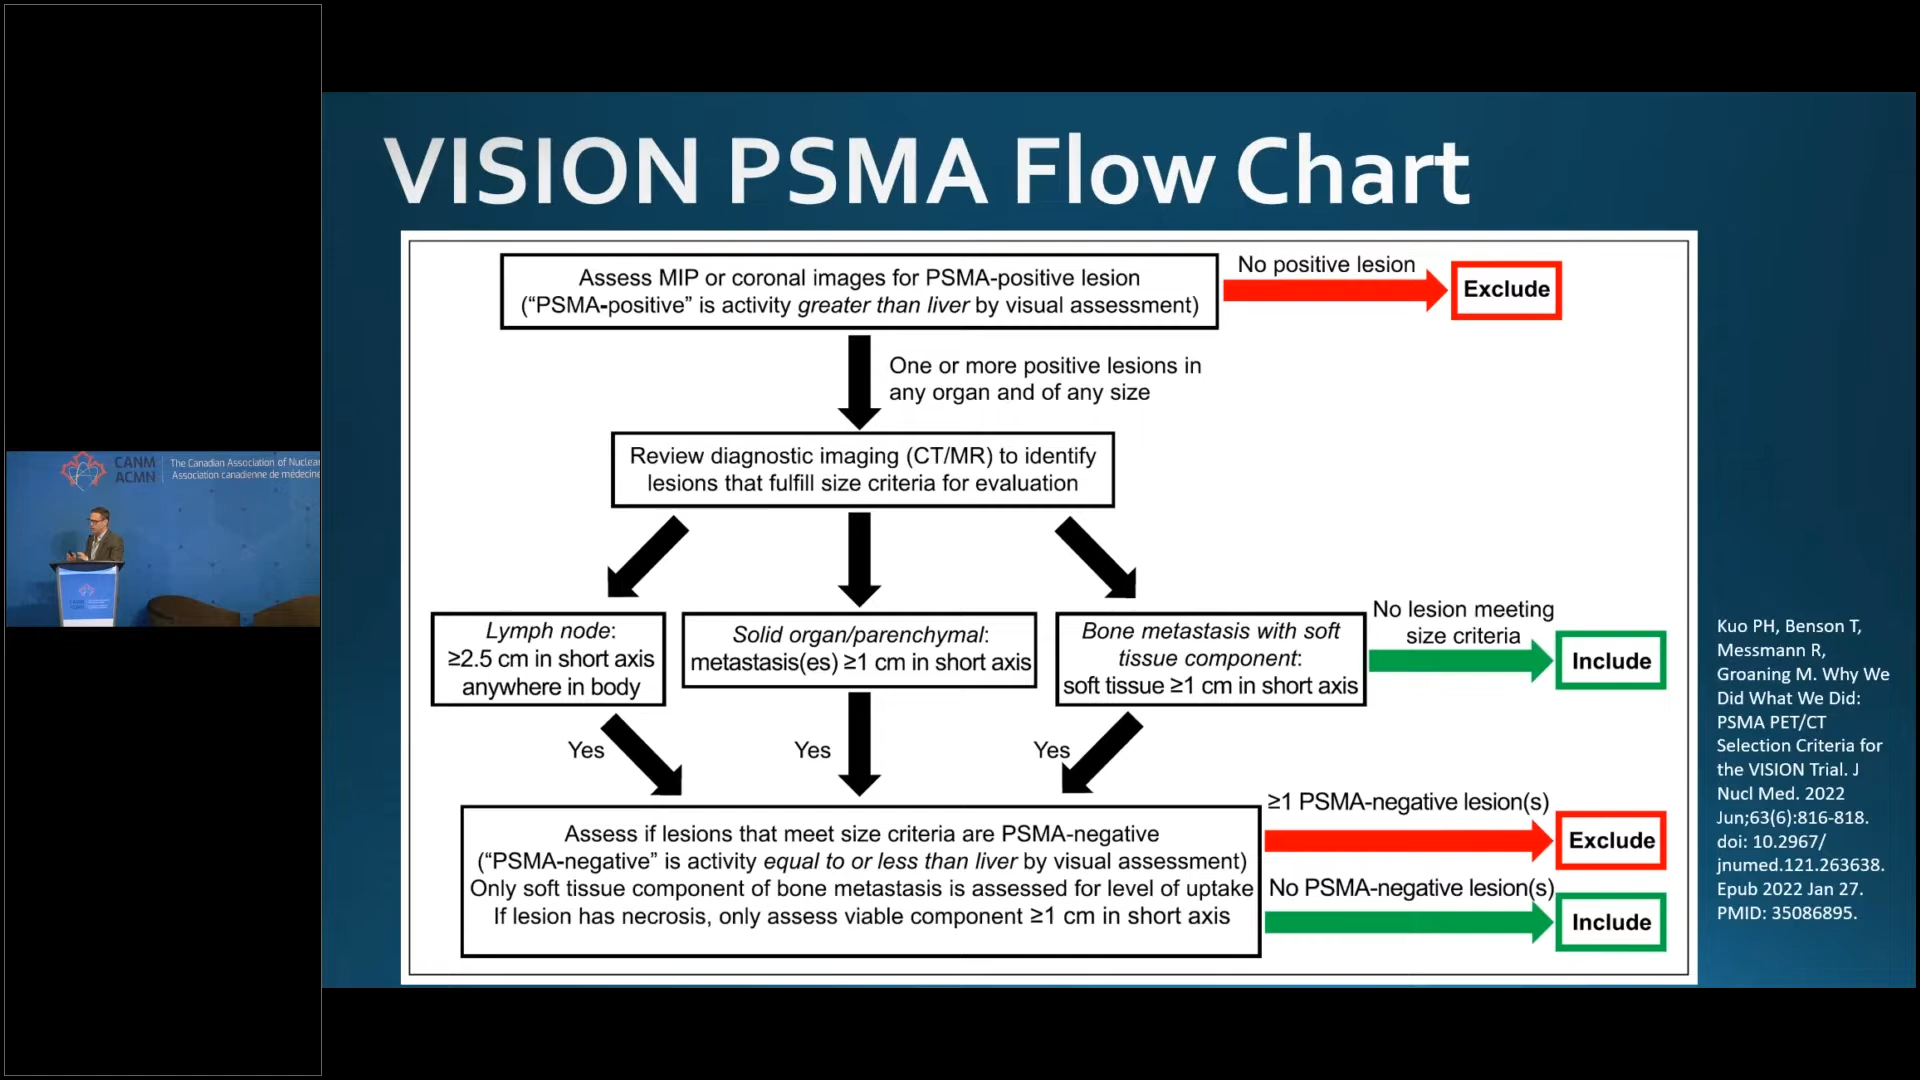 CANM
ACMN
The Canadian Association of Nuclear
Association canadienne de médecine
VISION PSMA Flow Chart
Assess MIP or coronal images for PSMA-positive lesion
(“PSMA-positive” is activity greater than liver by visual assessment)
No positive lesion
Exclude
One or more positive lesions in
any organ and of any size
Review diagnostic imaging (CT/MR) to identify
lesions that fulfill size criteria for evaluation
Lymph node:
≥2.5 cm in short axis
anywhere in body
Solid organ/parenchymal:
metastasis(es) ≥1 cm in short axis
Bone metastasis with soft
tissue component:
soft tissue ≥1 cm in short axis
No lesion meeting
size criteria
Include
Yes
Yes
Yes
Assess if lesions that meet size criteria are PSMA-negative
(“PSMA-negative” is activity equal to or less than liver by visual assessment)
Only soft tissue component of bone metastasis is assessed for level of uptake
If lesion has necrosis, only assess viable component ≥1 cm in short axis
≥1 PSMA-negative lesion(s)
Exclude
No PSMA-negative lesion(s)
Include
Kuo PH, Benson T,
Messmann R,
Groaning M. Why We
Did What We Did:
PSMA PET/CT
Selection Criteria for
the VISION Trial. J
Nucl Med. 2022
Jun;63(6):816-818.
doi: 10.2967/
jnumed.121.263638.
Epub 2022 Jan 27.
PMID: 35086895.